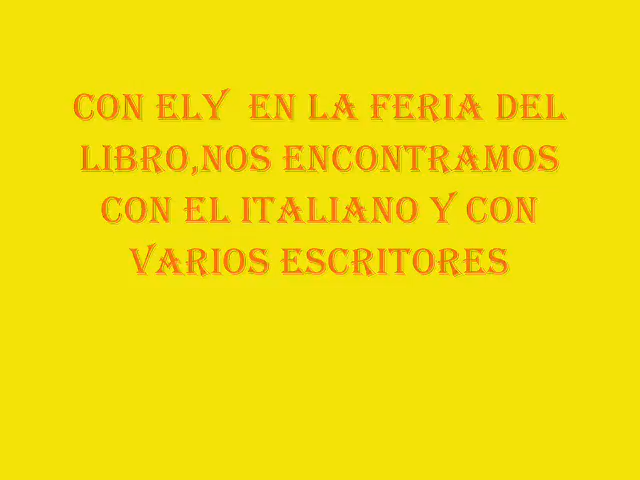 CON ELY  EN LA FERIA DEL
LIBRO,NOS ENCONTRAMOS
CON EL ITALIANO Y CON
VARIOS ESCRITORES